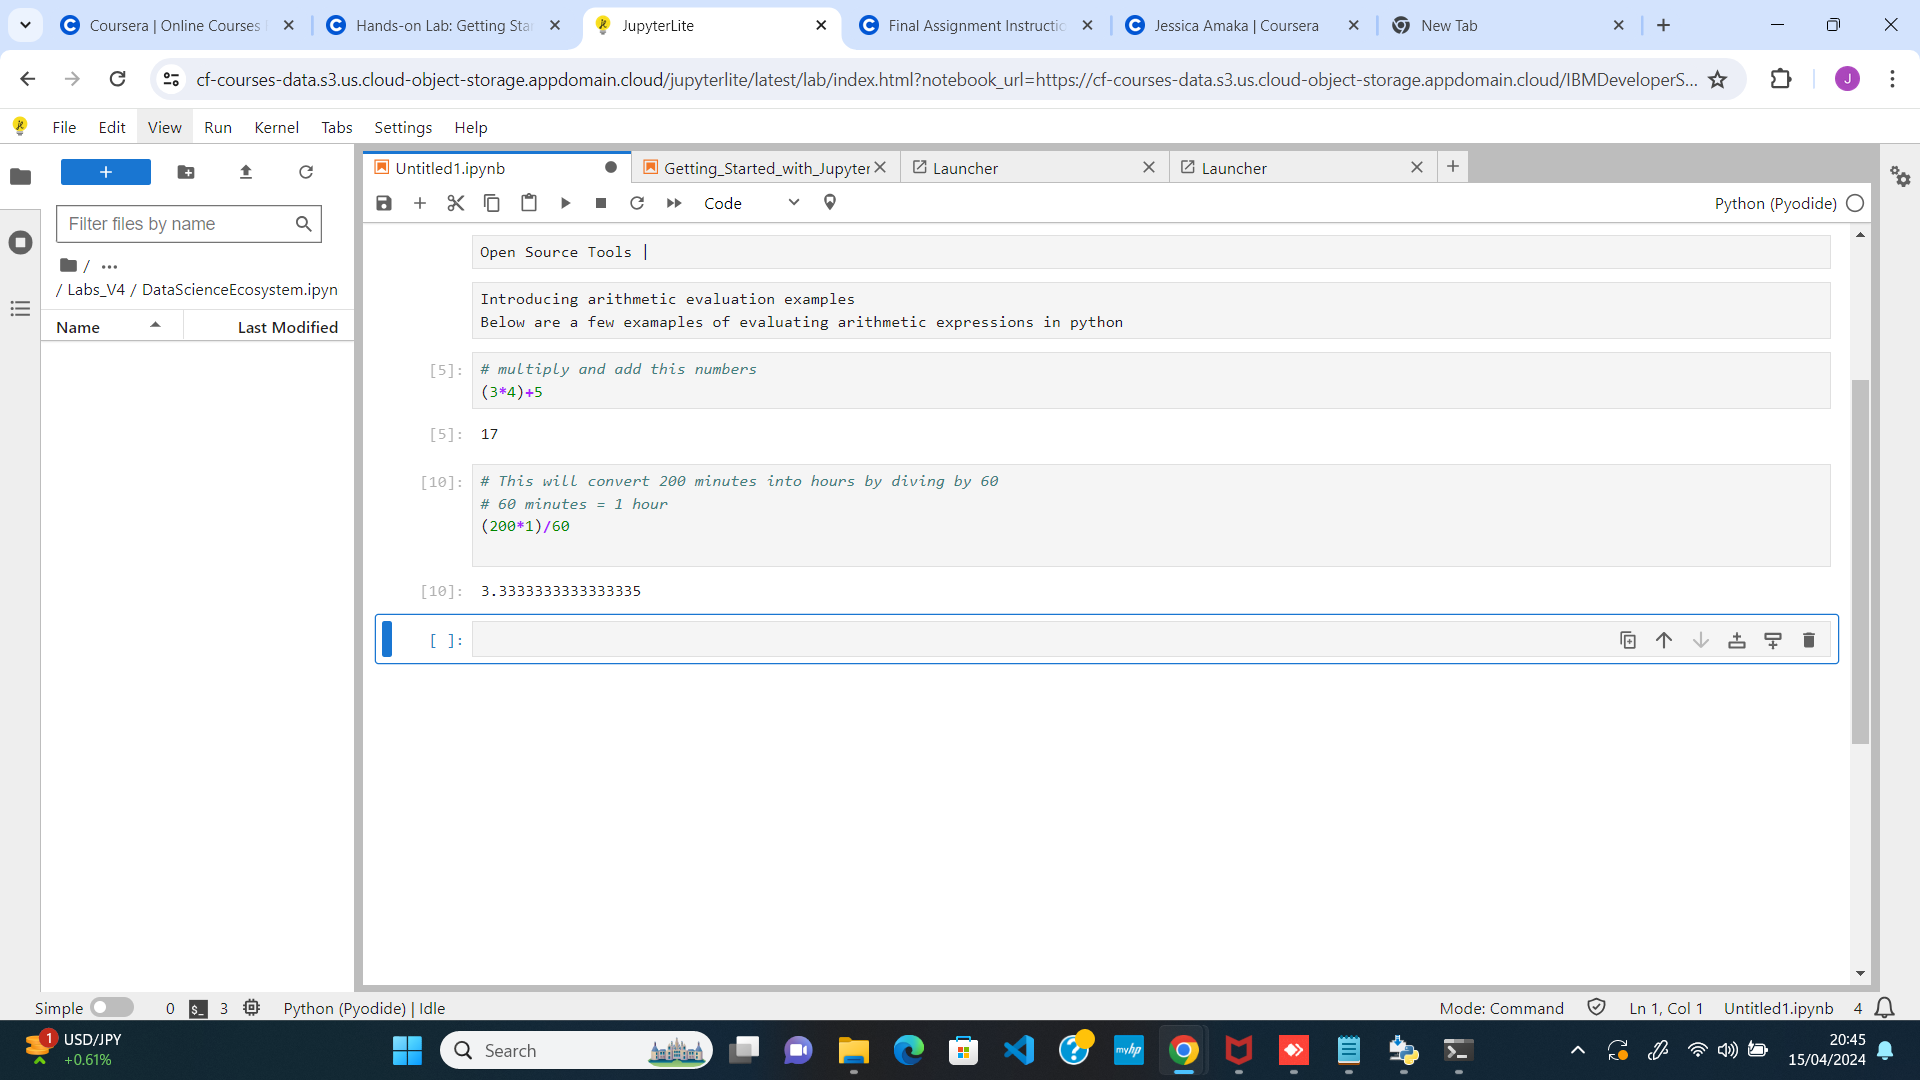 Coursera | Online Courses
Hands-on Lab: Getting Star
JupyterLite
Final Assignment Instructio
Jessica Amaka | Coursera
New Tab
cf-courses-data.s3.us.cloud-object-storage.appdomain.cloud/jupyterlite/latest/lab/index.html?notebook_url=https://cf-courses-data.s3.us.cloud-object-storage.appdomain.cloud/IBMDeveloperS...
J
File Edit View Run Kernel Tabs Settings Help
Untitled1.ipynb
Getting_Started_with_Jupyter
Launcher
Launcher
Code
Python (Pyodide)
Filter files by name
/ ...
/ Labs_V4 / DataScienceEcosystem.ipyn
Name
Last Modified
Open Source Tools |
Introducing arithmetic evaluation examples
Below are a few examaples of evaluating arithmetic expressions in python
[5]: # multiply and add this numbers
(3*4)+5
[5]: 17
[10]: # This will convert 200 minutes into hours by diving by 60
# 60 minutes = 1 hour
(200*1)/60
[10]: 3.3333333333333335
[ ]:
Simple
0
$_
3
Python (Pyodide) | Idle
Mode: Command
Ln 1, Col 1
Untitled1.ipynb
4
1
USD/JPY
+0.61%
Search
myhp
20:45
15/04/2024